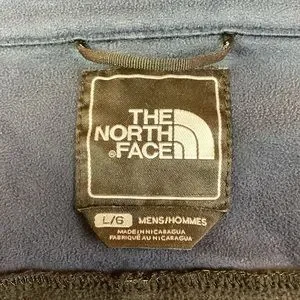 THE
NORTH
®FACE
L/G MENS/HOMMES
MADE IN NICARAGUA
FABRIQUÉ AU NICARAGUA